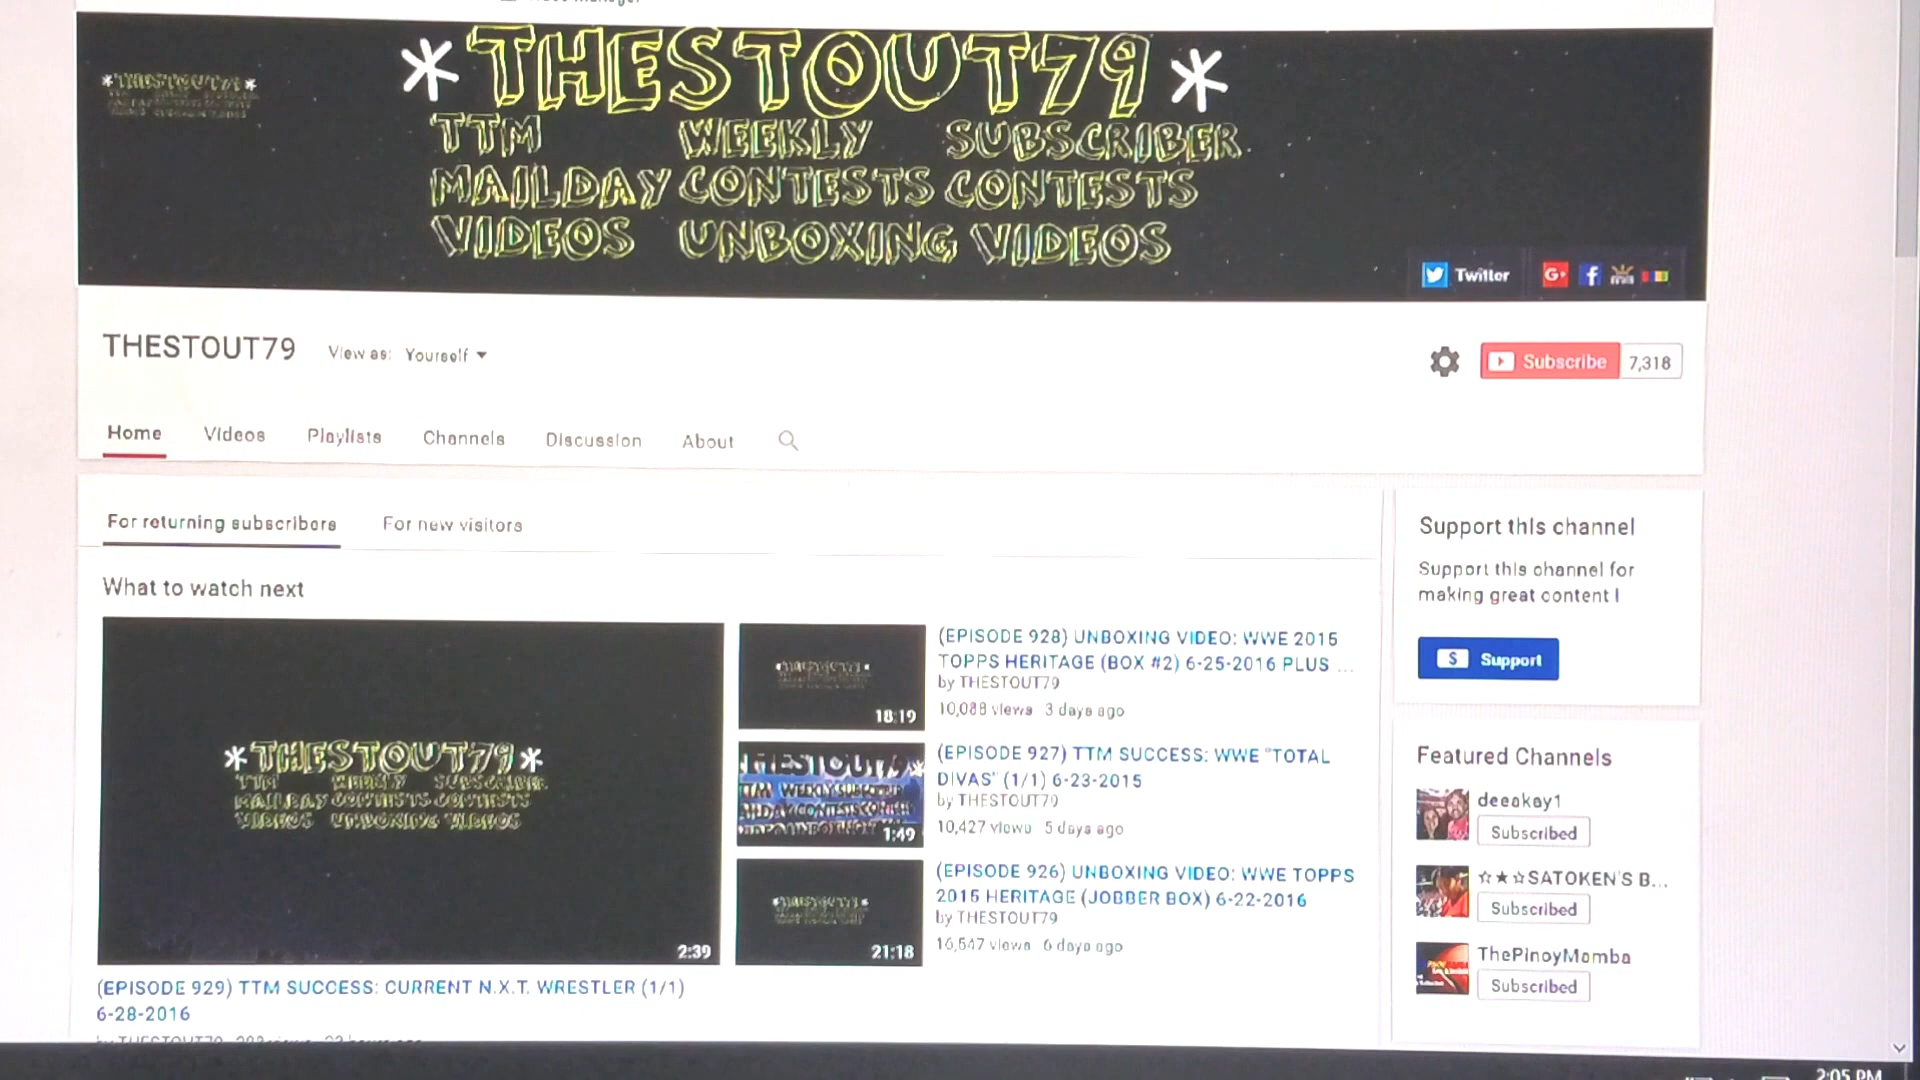 *THESTOUT79*
TTM WEEKLY SUBSCRIBER
MAILDAY CONTESTS CONTESTS
VIDEOS UNBOXING VIDEOS
*THESTOUT79*
Twitter
THESTOUT79
View as: Yourself
Subscribe 7,318
Home Videos Playlists Channels Discussion About
For returning subscribers For new visitors
What to watch next
*THESTOUT79*
TTM WEEKLY SUBSCRIBER
MAILDAY CONTESTS CONTESTS
VIDEOS UNBOXING VIDEOS
2:39
(EPISODE 929) TTM SUCCESS: CURRENT N.X.T. WRESTLER (1/1)
6-28-2016
by THESTOUT79
18:19
(EPISODE 928) UNBOXING VIDEO: WWE 2015
TOPPS HERITAGE (BOX #2) 6-25-2016 PLUS ...
by THESTOUT79
10,088 views 3 days ago
1:49
(EPISODE 927) TTM SUCCESS: WWE "TOTAL
DIVAS" (1/1) 6-23-2015
by THESTOUT79
10,427 views 5 days ago
21:18
(EPISODE 926) UNBOXING VIDEO: WWE TOPPS
2015 HERITAGE (JOBBER BOX) 6-22-2016
by THESTOUT79
16,547 views 6 days ago
Support this channel
Support this channel for
making great content !
$ Support
Featured Channels
deeakay1
Subscribed
☆★☆SATOKEN'S B...
Subscribed
ThePinoyMamba
Subscribed
2:05 PM